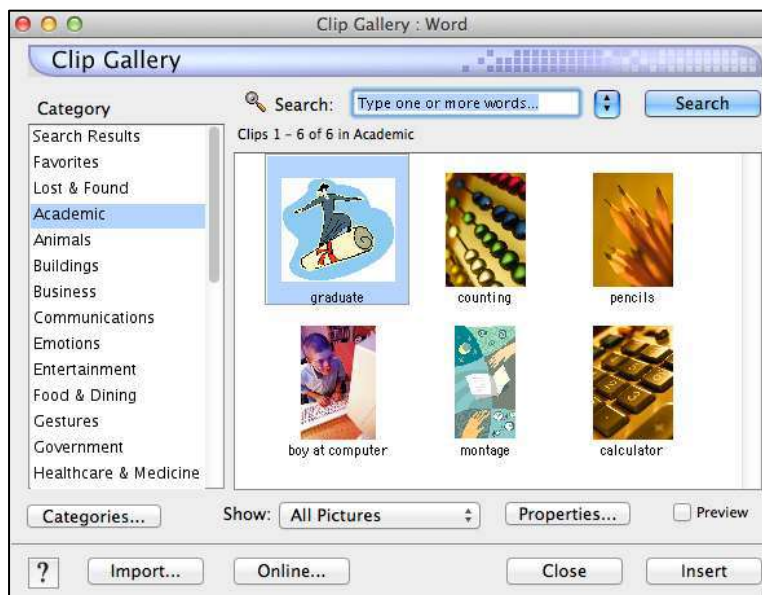 Clip Gallery : Word
Clip Gallery
Category
Search: Type one or more words... Search
Clips 1 – 6 of 6 in Academic
Search Results
Favorites
Lost & Found
Academic
Animals
Buildings
Business
Communications
Emotions
Entertainment
Food & Dining
Gestures
Government
Healthcare & Medicine
graduate counting pencils
boy at computer montage calculator
Categories... Show: All Pictures Properties... Preview
? Import... Online... Close Insert